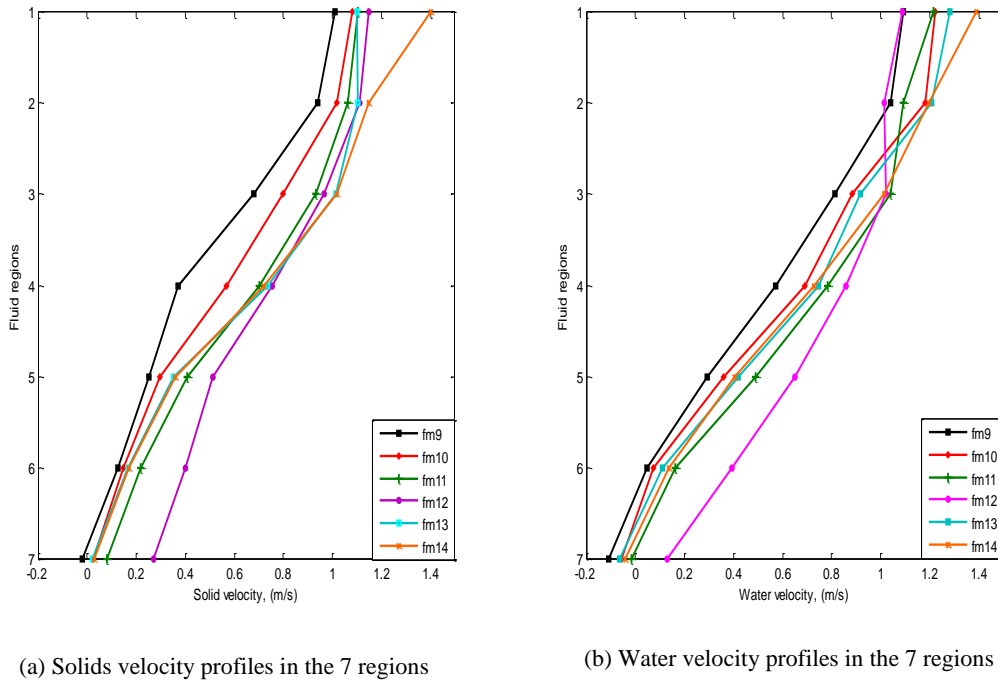 1
2
3
4
5
6
7
Fluid regions
-0.2 0 0.2 0.4 0.6 0.8 1 1.2 1.4
Solid velocity, (m/s)
fm9
fm10
fm11
fm12
fm13
fm14
(a) Solids velocity profiles in the 7 regions
1
2
3
4
5
6
7
Fluid regions
-0.2 0 0.2 0.4 0.6 0.8 1 1.2 1.4
Water velocity, (m/s)
fm9
fm10
fm11
fm12
fm13
fm14
(b) Water velocity profiles in the 7 regions